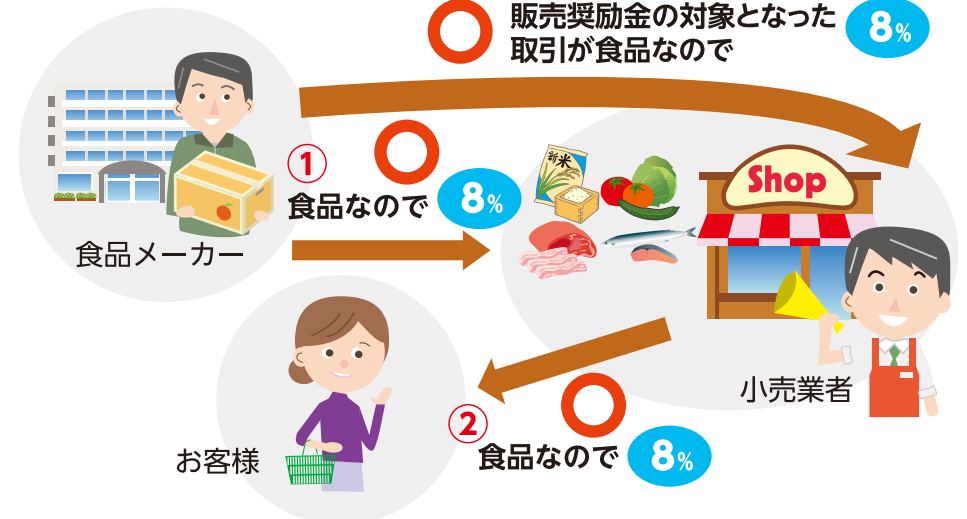 販売奨励金の対象となった
取引が食品なので
8%
①
食品なので
8%
新米
Shop
食品メーカー
小売業者
②
食品なので
8%
お客様